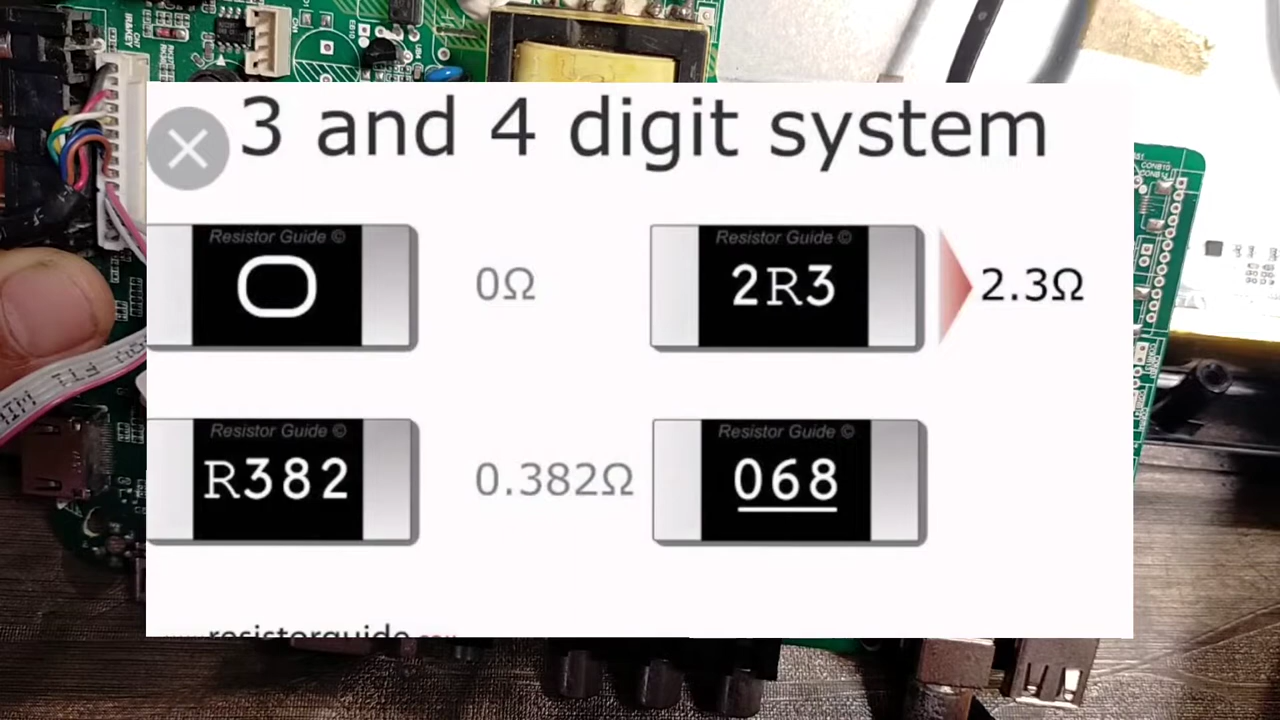 3 and 4 digit system
Resistor Guide ©
0
0Ω
Resistor Guide ©
2R3
2.3Ω
Resistor Guide ©
R382
0.382Ω
Resistor Guide ©
068
resistorguide